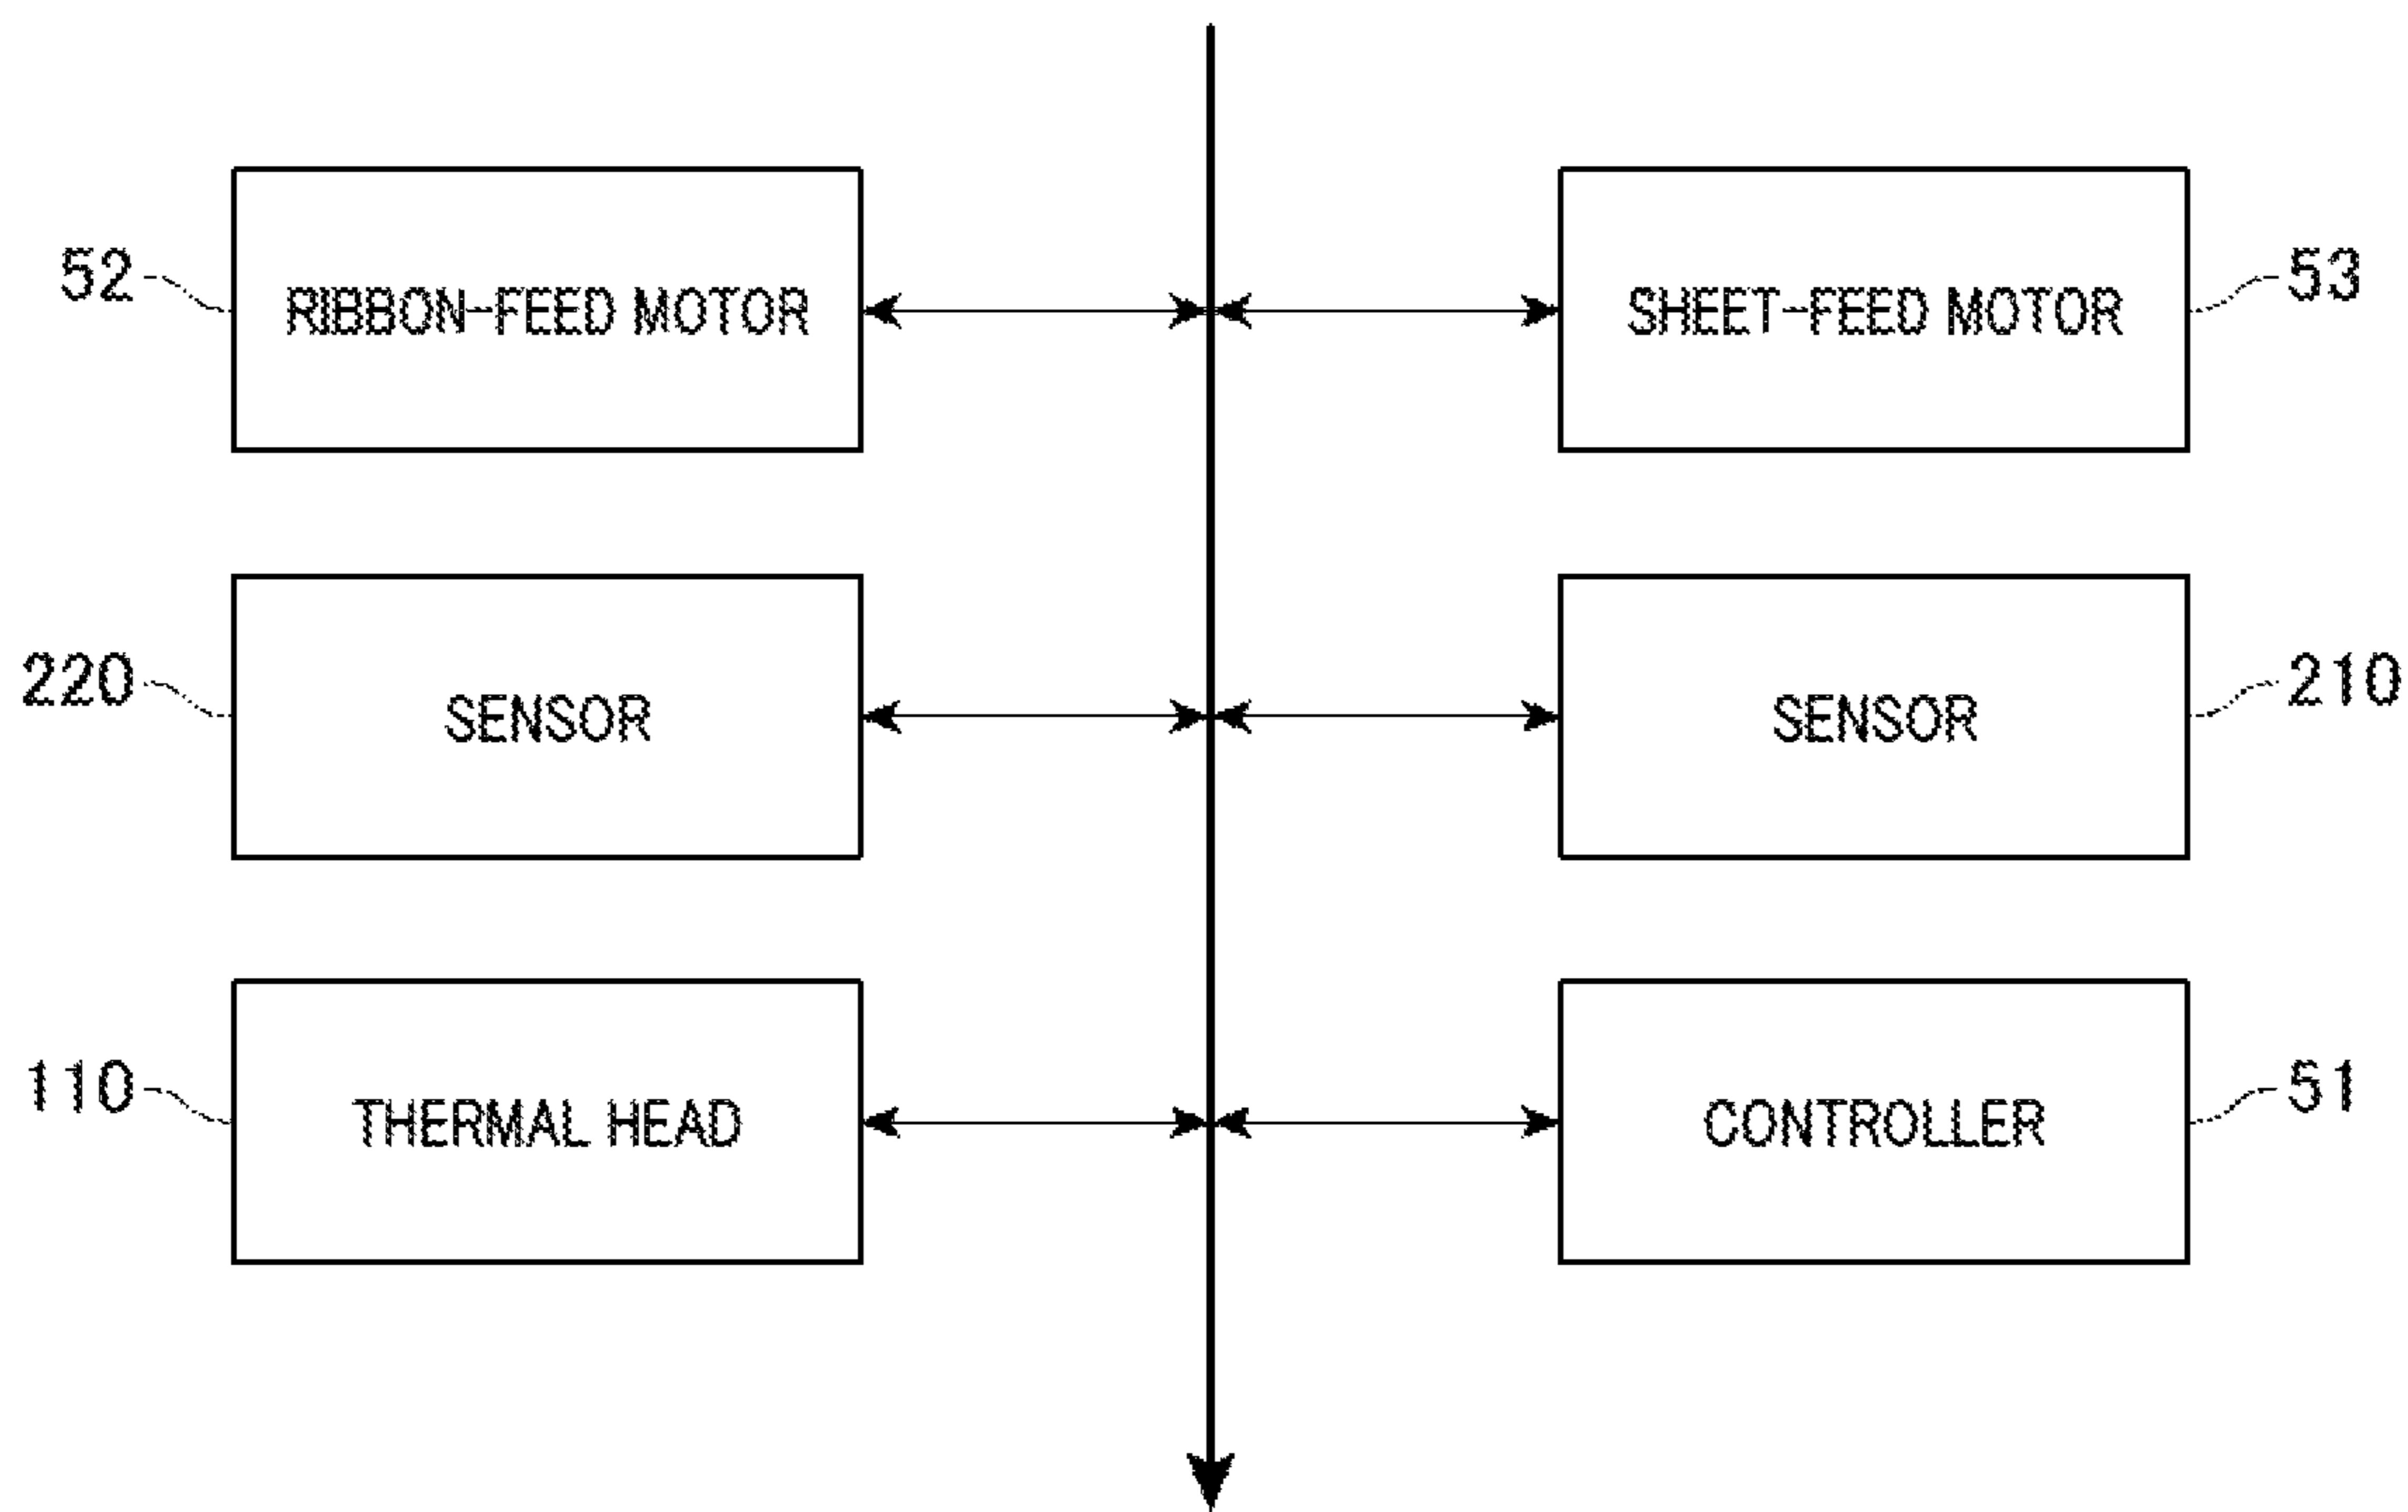 52
RIBBON-FEED MOTOR
SHEET-FEED MOTOR
53
220
SENSOR
SENSOR
210
110
THERMAL HEAD
CONTROLLER
51